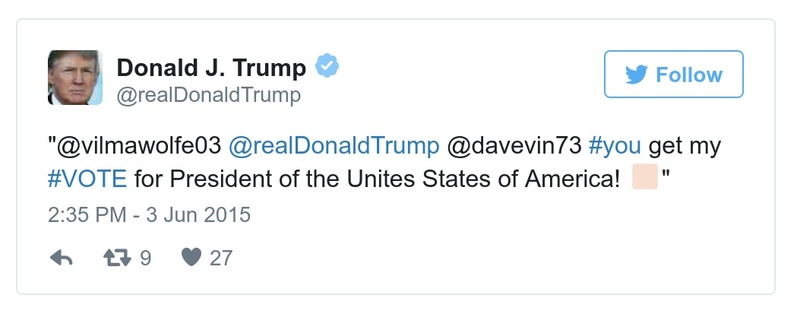 Donald J. Trump
Follow
@realDonaldTrump
"@vilmawolfe03 @realDonaldTrump @davevin73 #you get my
#VOTE for President of the Unites States of America! "
2:35 PM - 3 Jun 2015
9 27